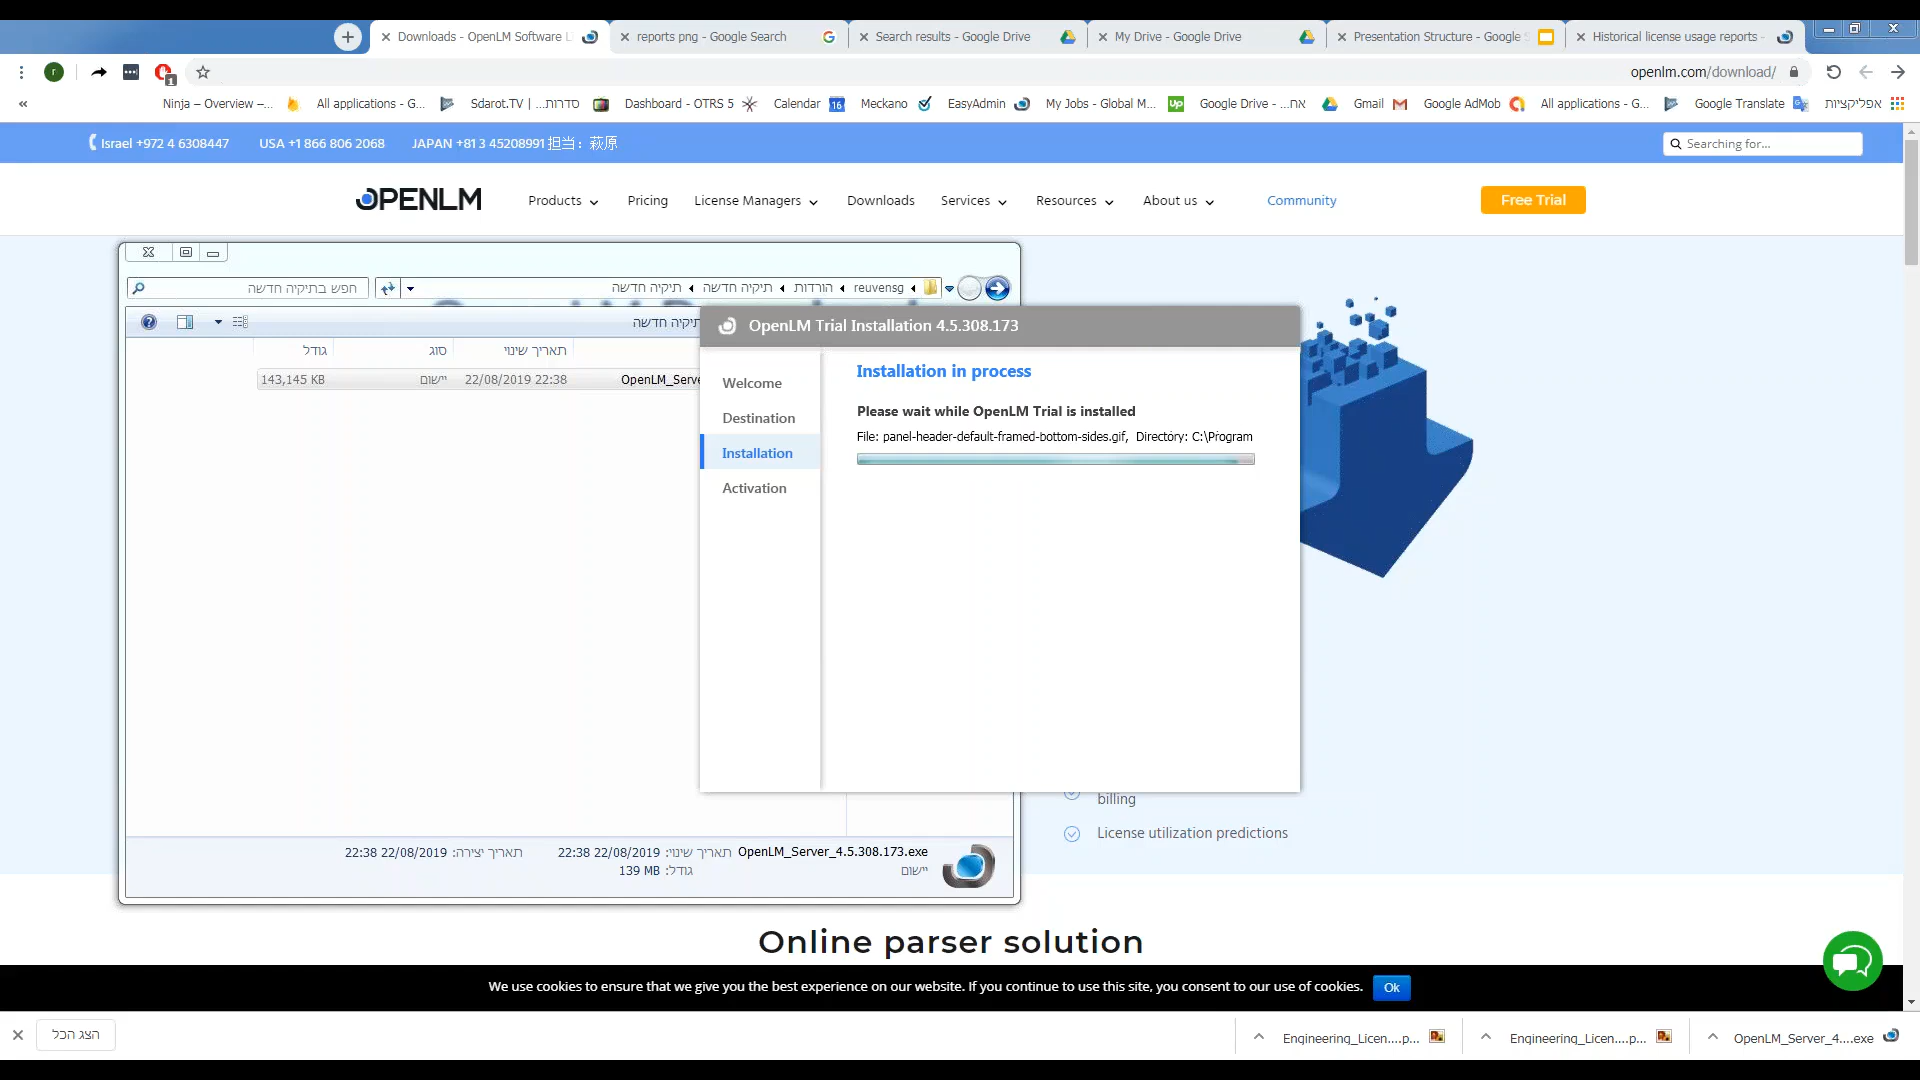 Downloads - OpenLM Software L
reports png - Google Search
Search results - Google Drive
My Drive - Google Drive
Presentation Structure - Google S
Historical license usage reports -
r
1
openlm.com/download/
«
Ninja – Overview –...
All applications - G...
Sdarot.TV | ...סדרות
Dashboard - OTRS 5
Calendar
16
Meckano
EasyAdmin
My Jobs - Global M...
Up
Google Drive - ...אח
Gmail
Google AdMob
All applications - G...
Google Translate
אפליקציות
Israel +972 4 6308447
USA +1 866 806 2068
JAPAN +81 3 45208991 担当：萩原
Searching for...
OPENLM
Products
Pricing
License Managers
Downloads
Services
Resources
About us
Community
Free Trial
חפש בתיקיה חדשה
reuvensg
הורדות
תיקיה חדשה
תיקיה חדשה
תיקיה חדשה
תאריך שינוי
סוג
גודל
OpenLM_Serve
22/08/2019 22:38
יישום
143,145 KB
OpenLM Trial Installation 4.5.308.173
Welcome
Destination
Installation
Activation
Installation in process
Please wait while OpenLM Trial is installed
File: panel-header-default-framed-bottom-sides.gif, Directory: C:\Program
billing
License utilization predictions
OpenLM_Server_4.5.308.173.exe
תאריך שינוי: 22/08/2019 22:38
תאריך יצירה: 22/08/2019 22:38
יישום
גודל: 139 MB
Online parser solution
We use cookies to ensure that we give you the best experience on our website. If you continue to use this site, you consent to our use of cookies.
Ok
הצג הכל
Engineering_Licen....p...
Engineering_Licen....p...
OpenLM_Server_4....exe